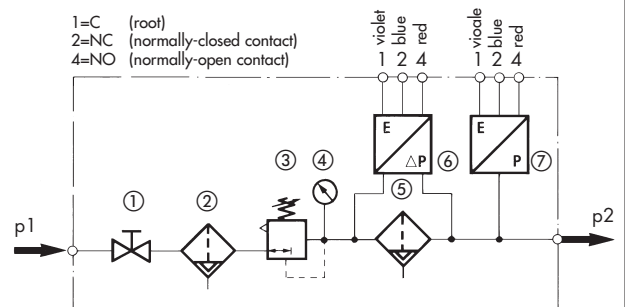 1=C (root)
2=NC (normally-closed contact)
4=NO (normally-open contact)
violet blue red
1 2 4
vioale blue red
1 2 4
E
ΔP
E
P
③ ④ ⑥ ⑦
① ② ⑤
p1
p2